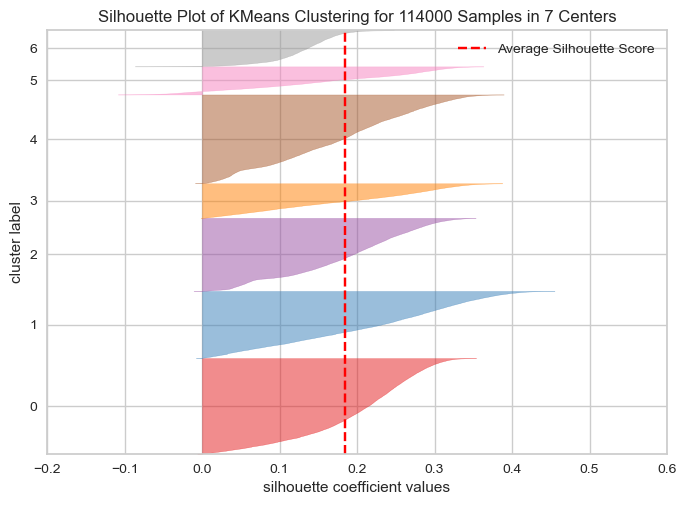 Silhouette Plot of KMeans Clustering for 114000 Samples in 7 Centers
Average Silhouette Score
cluster label
6
5
4
3
2
1
0
−0.2 −0.1 0.0 0.1 0.2 0.3 0.4 0.5 0.6
silhouette coefficient values